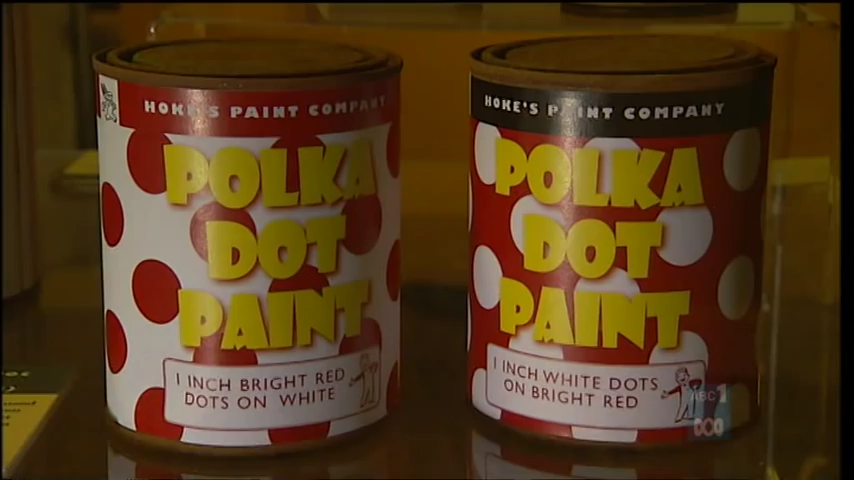 HOKE'S PAINT COMPANY
POLKA
DOT
PAINT
1 INCH BRIGHT RED
DOTS ON WHITE
HOKE'S PAINT COMPANY
POLKA
DOT
PAINT
1 INCH WHITE DOTS
ON BRIGHT RED
ABC1